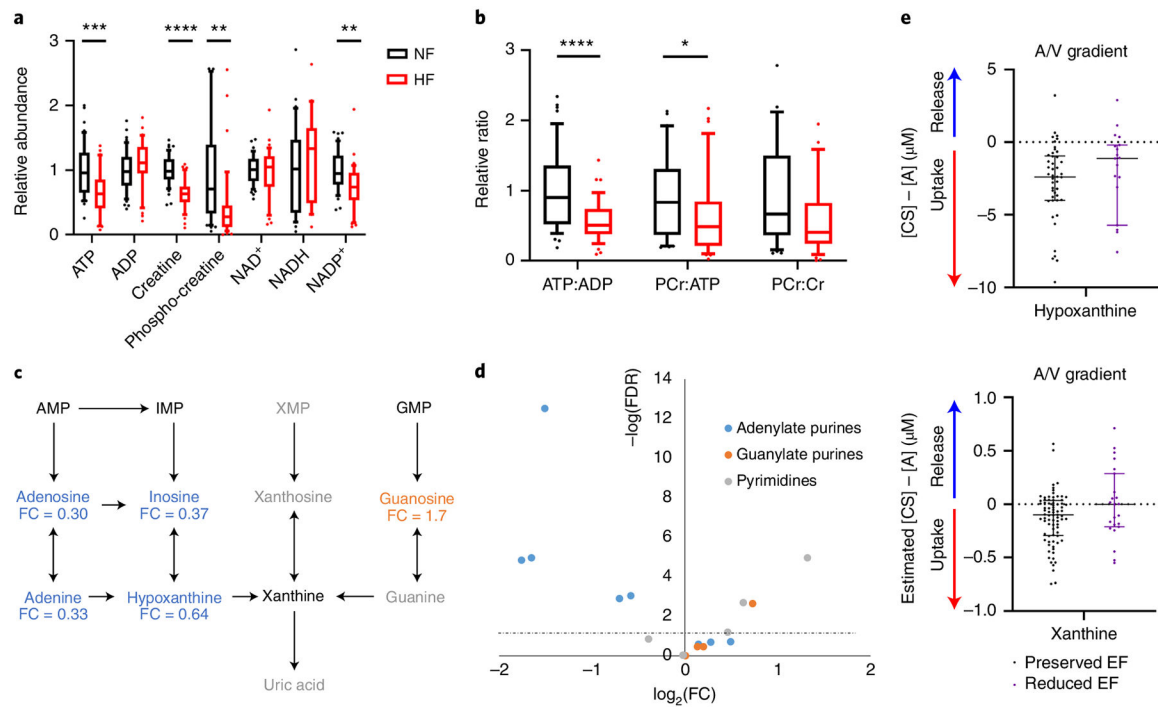 a
*** **** ** **
Relative abundance
3
2
1
0
NF
HF
ATP
ADP
Creatine
Phospho-creatine
NAD+
NADH
NADP+
b
**** *
Relative ratio
3
2
1
0
ATP:ADP PCr:ATP PCr:Cr
c
AMP IMP XMP GMP
Adenosine Inosine Xanthosine Guanosine
FC = 0.30 FC = 0.37 FC = 1.7
Adenine Hypoxanthine Xanthine Guanine
FC = 0.33 FC = 0.64
Uric acid
d
–log(FDR)
14
12
10
8
6
4
2
0
Adenylate purines
Guanylate purines
Pyrimidines
–2 –1 0 1 2
log2(FC)
e
A/V gradient
[CS] – [A] (μM)
Uptake Release
5
0
–5
–10
Hypoxanthine
A/V gradient
Estimated [CS] – [A] (μM)
Uptake Release
1.0
0.5
0
–0.5
–1.0
Xanthine
Preserved EF
Reduced EF